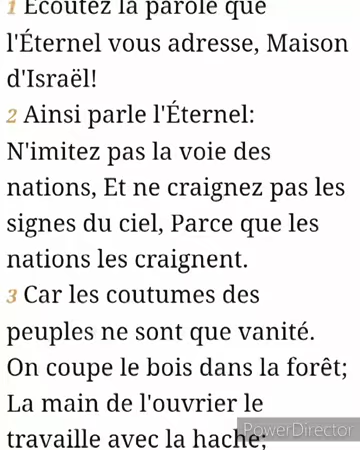 1 Écoutez la parole que
l'Éternel vous adresse, Maison
d'Israël!
2 Ainsi parle l'Éternel:
N'imitez pas la voie des
nations, Et ne craignez pas les
signes du ciel, Parce que les
nations les craignent.
3 Car les coutumes des
peuples ne sont que vanité.
On coupe le bois dans la forêt;
La main de l'ouvrier le
PowerDirector
travaille avec la hache;